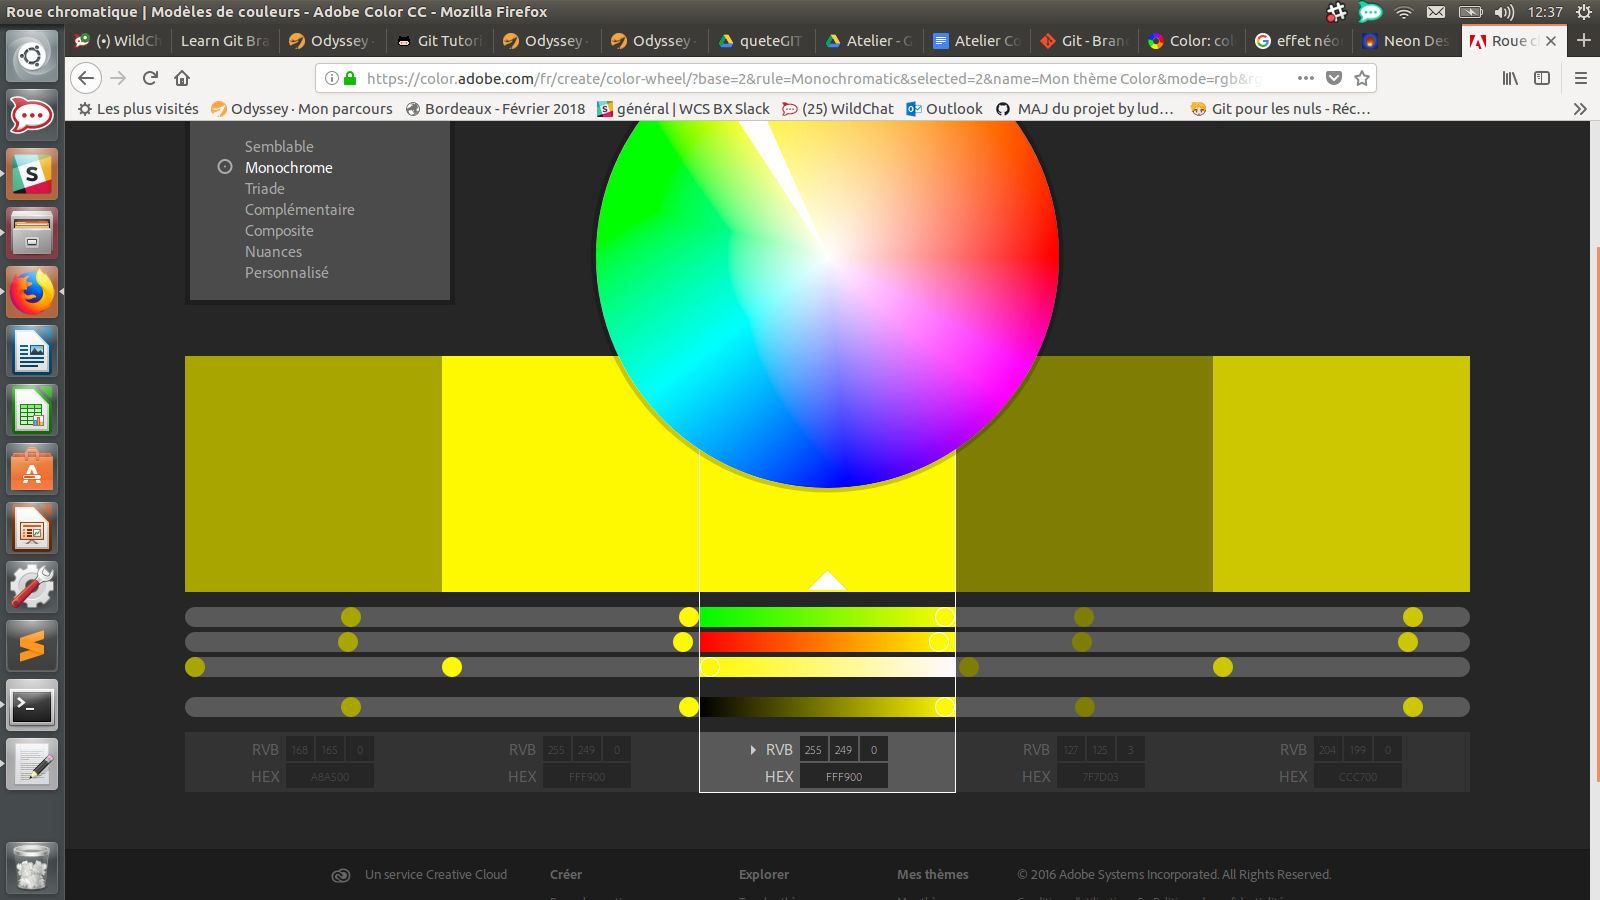 Roue chromatique | Modèles de couleurs - Adobe Color CC - Mozilla Firefox
12:37
(•) WildCh
Learn Git Bra
Odyssey ·
Git Tutori
Odyssey ·
Odyssey ·
queteGIT
Atelier - G
Atelier Co
Git - Bran
Color: col
effet néo
Neon Des
Roue c
https://color.adobe.com/fr/create/color-wheel/?base=2&rule=Monochromatic&selected=2&name=Mon thème Color&mode=rgb&rg
Les plus visités
Odyssey · Mon parcours
Bordeaux - Février 2018
général | WCS BX Slack
(25) WildChat
Outlook
MAJ du projet by lud…
Git pour les nuls - Réc…
Semblable
Monochrome
Triade
Complémentaire
Composite
Nuances
Personnalisé
RVB 168 165 0
HEX A8A500
RVB 255 249 0
HEX FFF900
RVB 255 249 0
HEX FFF900
RVB 127 125 3
HEX 7F7D03
RVB 204 199 0
HEX CCC700
Un service Creative Cloud
Créer
Explorer
Mes thèmes
© 2016 Adobe Systems Incorporated. All Rights Reserved.